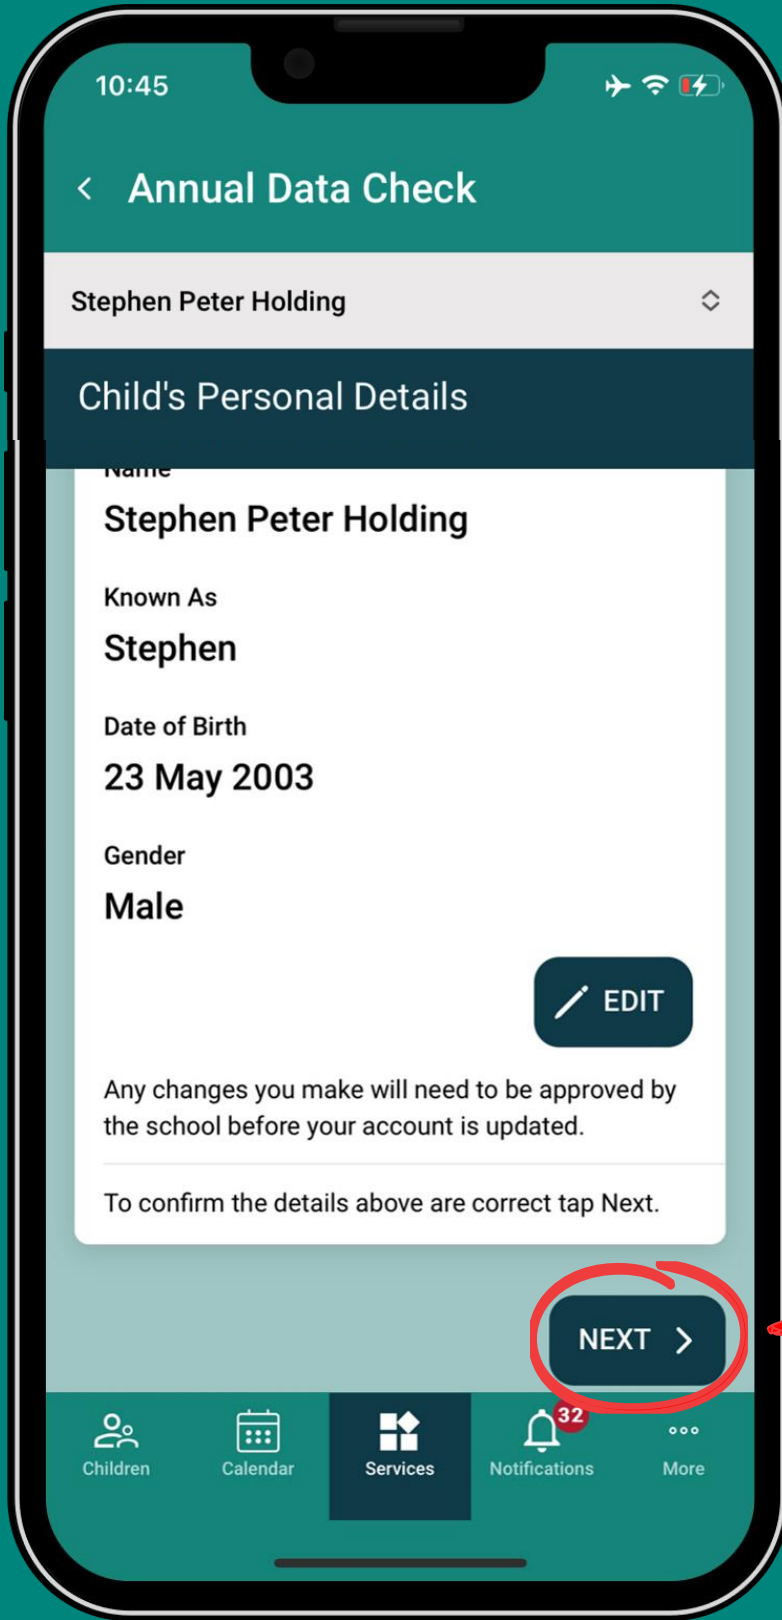 10:45
Annual Data Check
Stephen Peter Holding
Child's Personal Details
Name
Stephen Peter Holding
Known As
Stephen
Date of Birth
23 May 2003
Gender
Male
EDIT
Any changes you make will need to be approved by
the school before your account is updated.
To confirm the details above are correct tap Next.
NEXT
32
Children
Calendar
Services
Notifications
More